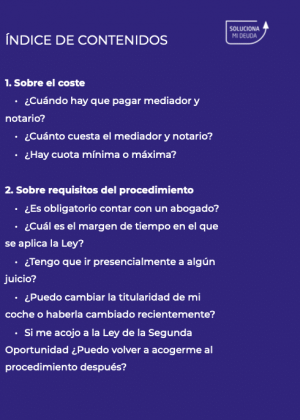 SOLUCIONA
MI DEUDA
ÍNDICE DE CONTENIDOS
1. Sobre el coste
• ¿Cuándo hay que pagar mediador y
notario?
• ¿Cuánto cuesta el mediador y notario?
• ¿Hay cuota mínima o máxima?
2. Sobre requisitos del procedimiento
• ¿Es obligatorio contar con un abogado?
• ¿Cuál es el margen de tiempo en el que
se aplica la Ley?
• ¿Tengo que ir presencialmente a algún
juicio?
• ¿Puedo cambiar la titularidad de mi
coche o haberla cambiado recientemente?
• Si me acojo a la Ley de la Segunda
Oportunidad ¿Puedo volver a acogerme al
procedimiento después?